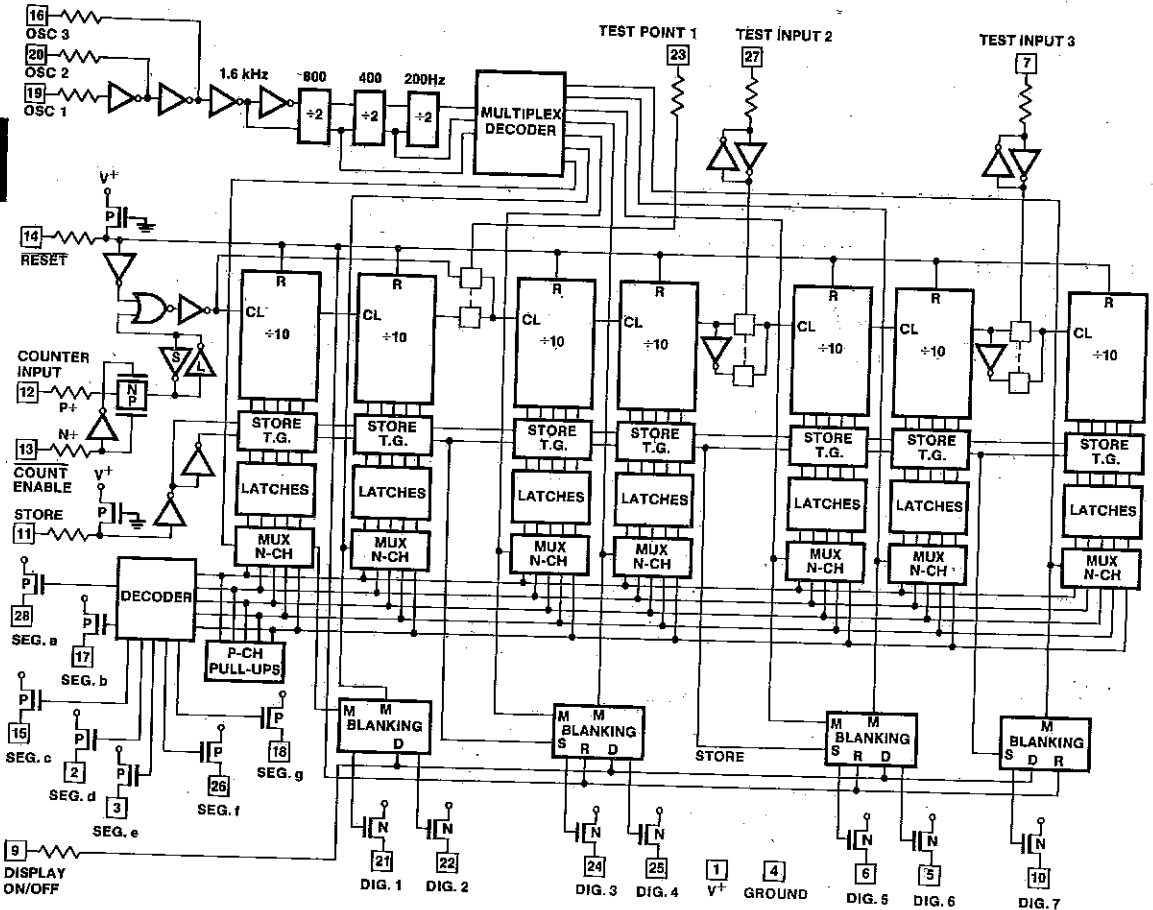 16
OSC 3
20
OSC 2
19
OSC 1
1.6 kHz
800
400
200Hz
÷2
÷2
÷2
MULTIPLEX
DECODER
TEST POINT 1
23
TEST INPUT 2
27
TEST INPUT 3
7
V+
P
14
RESET
R
R
R
R
R
R
R
CL
÷10
CL
÷10
CL
÷10
CL
÷10
CL
÷10
CL
÷10
CL
÷10
S
L
COUNTER
INPUT
12
P+
N
P
N+
13
COUNT
ENABLE
V+
P
STORE
11
STORE
T.G.
STORE
T.G.
STORE
T.G.
STORE
T.G.
STORE
T.G.
STORE
T.G.
STORE
T.G.
LATCHES
LATCHES
LATCHES
LATCHES
LATCHES
LATCHES
LATCHES
MUX
N-CH
MUX
N-CH
MUX
N-CH
MUX
N-CH
MUX
N-CH
MUX
N-CH
MUX
N-CH
DECODER
P-CH
PULL-UPS
P
28
SEG. a
P
17
SEG. b
P
15
SEG. c
P
2
SEG. d
P
3
SEG. e
P
26
SEG. f
P
18
SEG. g
M M
BLANKING
D
M M
BLANKING
S R D
STORE
M M
BLANKING
S R D
M
BLANKING
S D R
9
DISPLAY
ON/OFF
N
21
DIG. 1
N
22
DIG. 2
N
24
DIG. 3
N
25
DIG. 4
1
V+
4
GROUND
N
6
DIG. 5
N
5
DIG. 6
N
10
DIG. 7